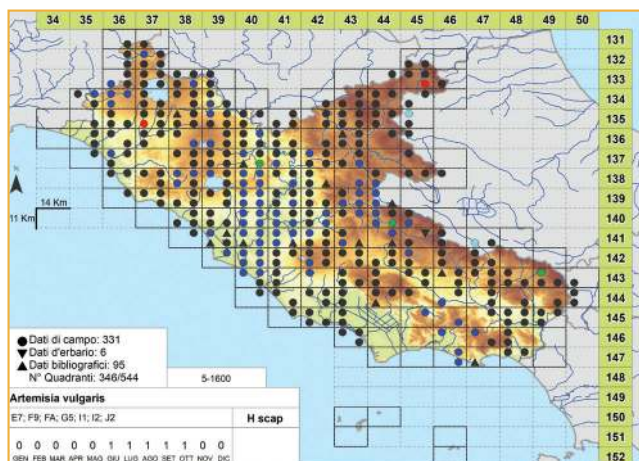 34 35 36 37 38 39 40 41 42 43 44 45 46 47 48 49 50
131
132
133
134
135
136
137
138
139
140
141
142
143
144
145
146
147
148
149
150
151
152
N
14 Km
11 Km
Dati di campo: 331
Dati d'erbario: 6
Dati bibliografici: 95
N° Quadranti: 346/544
5-1600
Artemisia vulgaris
E7; F9; FA; G5; I1; I2; J2
H scap
0 0 0 0 0 1 1 1 1 1 0 0
GEN FEB MAR APR MAG GIU LUG AGO SET OTT NOV DIC